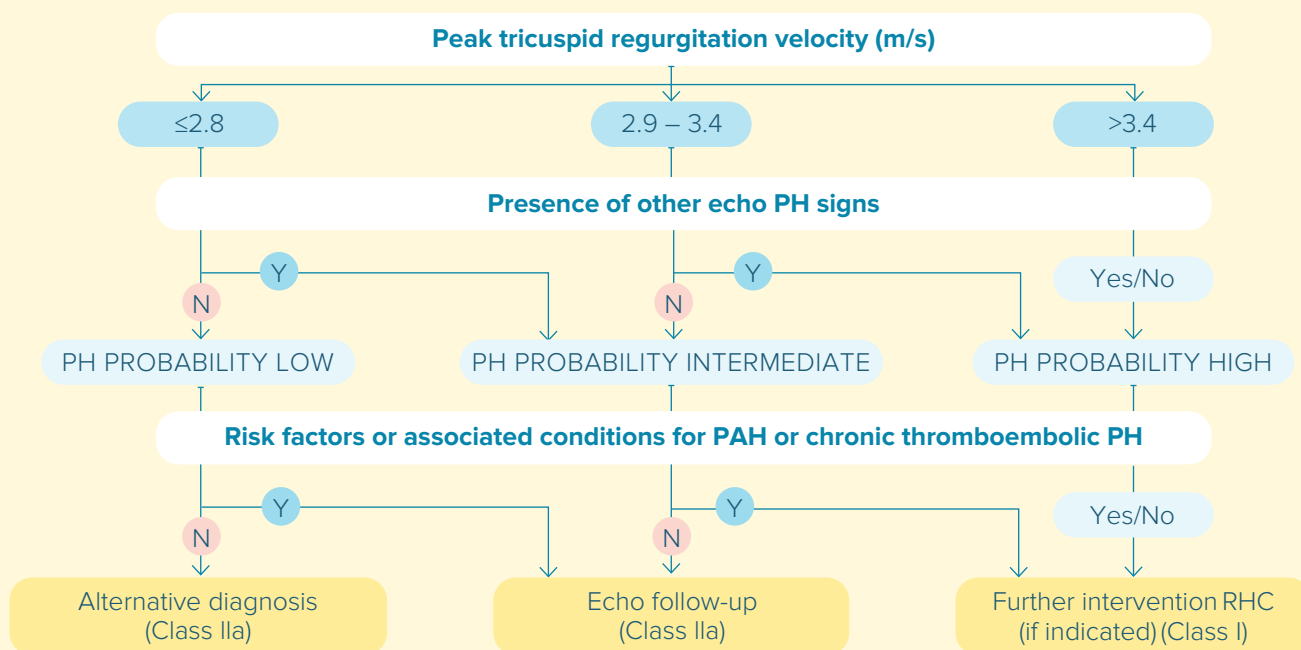 Peak tricuspid regurgitation velocity (m/s)
≤2.8
2.9 – 3.4
>3.4
Presence of other echo PH signs
Y
Y
Yes/No
N
N
PH PROBABILITY LOW
PH PROBABILITY INTERMEDIATE
PH PROBABILITY HIGH
Risk factors or associated conditions for PAH or chronic thromboembolic PH
Y
Y
Yes/No
N
N
Alternative diagnosis
(Class IIa)
Echo follow-up
(Class IIa)
Further intervention RHC
(if indicated) (Class I)